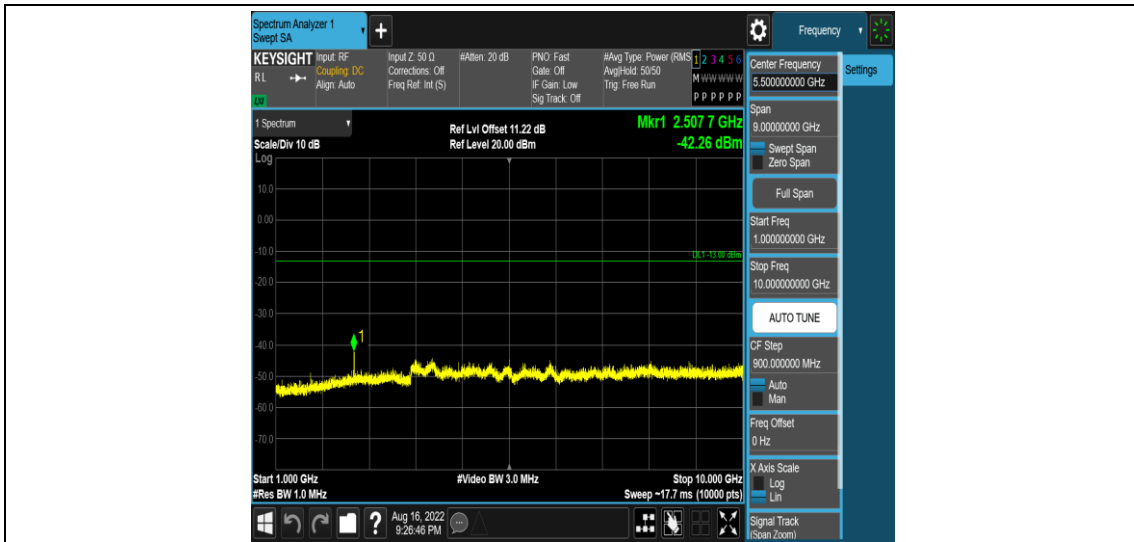 Spectrum Analyzer 1
Swept SA
Frequency
KEYSIGHT
RL
Input: RF
Coupling: DC
Align: Auto
Input Z: 50 Ω
Corrections: Off
Freq Ref: Int (S)
#Atten: 20 dB
PNO: Fast
Gate: Off
IF Gain: Low
Sig Track: Off
#Avg Type: Power (RMS
Avg|Hold: 50/50
Trig: Free Run
1 2 3 4 5 6
M W W W W W
P P P P P P
1 Spectrum
Scale/Div 10 dB
Ref Lvl Offset 11.22 dB
Ref Level 20.00 dBm
Mkr1 2.507 7 GHz
-42.26 dBm
Log
10.0
0.00
-10.0
-20.0
-30.0
-40.0
-50.0
-60.0
-70.0
DL1 -13.00 dBm
1
Start 1.000 GHz
#Res BW 1.0 MHz
#Video BW 3.0 MHz
Stop 10.000 GHz
Sweep ~17.7 ms (10000 pts)
Aug 16, 2022
9:26:46 PM
Center Frequency
5.500000000 GHz
Settings
Span
9.00000000 GHz
Swept Span
Zero Span
Full Span
Start Freq
1.000000000 GHz
Stop Freq
10.000000000 GHz
AUTO TUNE
CF Step
900.000000 MHz
Auto
Man
Freq Offset
0 Hz
X Axis Scale
Log
Lin
Signal Track
(Span Zoom)